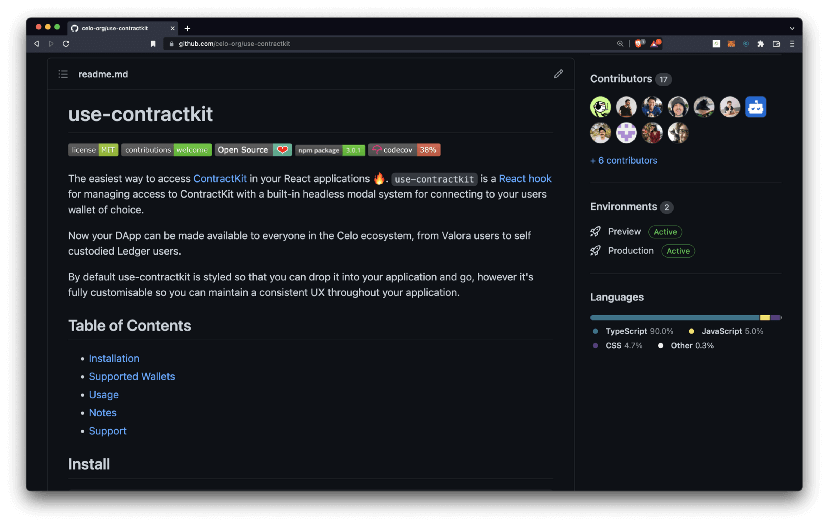 celo-org/use-contractkit
github.com/celo-org/use-contractkit
readme.md
use-contractkit
license MIT contributions welcome Open Source npm package 3.0.1 codecov 38%
The easiest way to access ContractKit in your React applications 🔥. use-contractkit is a React hook
for managing access to ContractKit with a built-in headless modal system for connecting to your users
wallet of choice.
Now your DApp can be made available to everyone in the Celo ecosystem, from Valora users to self
custodied Ledger users.
By default use-contractkit is styled so that you can drop it into your application and go, however it's
fully customisable so you can maintain a consistent UX throughout your application.
Table of Contents
• Installation
• Supported Wallets
• Usage
• Notes
• Support
Install
Contributors 17
+ 6 contributors
Environments 2
Preview Active
Production Active
Languages
TypeScript 90.0% JavaScript 5.0%
CSS 4.7% Other 0.3%